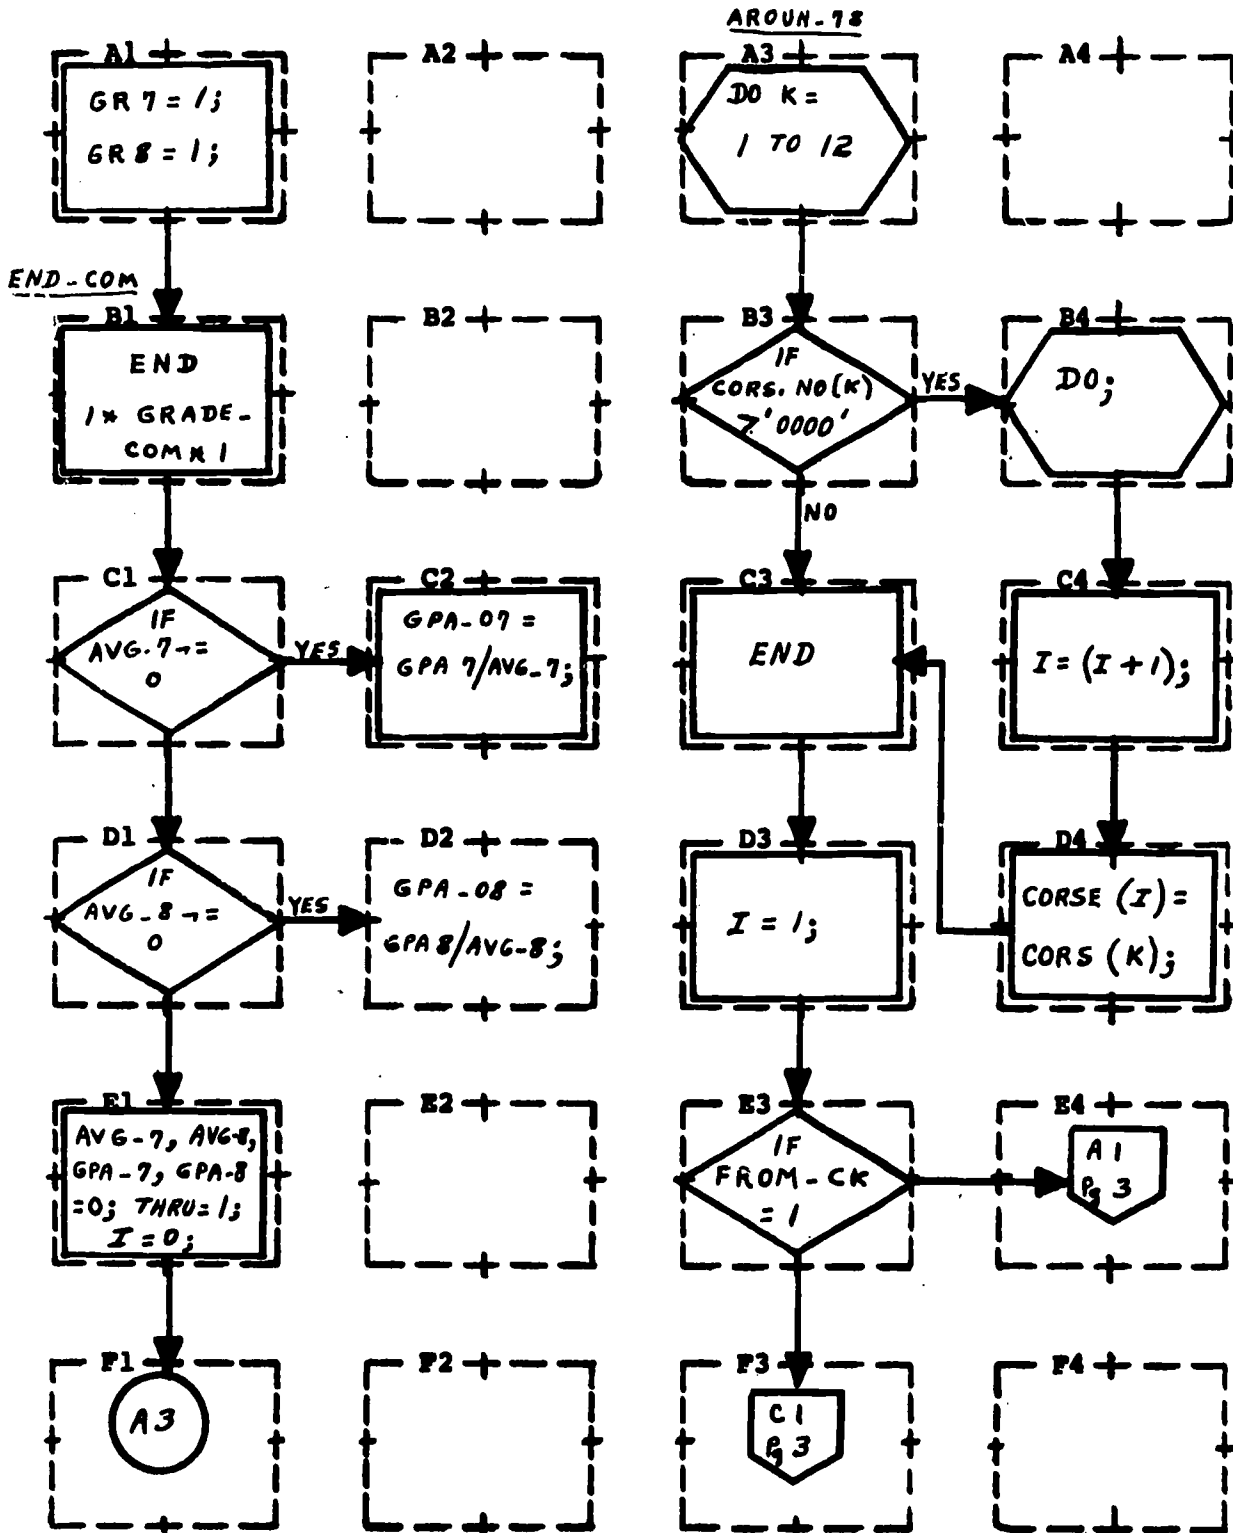 AROUN-78
A1
GR 7 = 1;
GR 8 = 1;
A2
A3
DO K =
1 TO 12
A4
END-COM
B1
END
1* GRADE-
COM* 1
B2
B3
IF
CORS. NO(K)
>'0000'
YES
NO
B4
DO;
C1
IF
AVG.7¬=
0
YES
C2
GPA-07 =
GPA 7/AVG-7;
C3
END
C4
I = (I + 1);
D1
IF
AVG-8¬=
0
YES
D2
GPA-08 =
GPA 8/AVG-8;
D3
I = 1;
D4
CORSE (I) =
CORS (K);
E1
AVG-7, AVG-8,
GPA-7, GPA-8
=0; THRU=1;
I = 0;
E2
E3
IF
FROM-CK
= 1
E4
A 1
Pg 3
F1
A3
F2
F3
C 1
Pg 3
F4